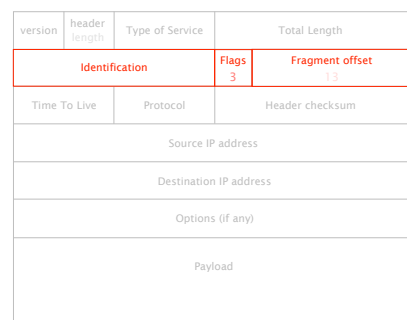 version header length Type of Service Total Length
Identification Flags 3 Fragment offset 13
Time To Live Protocol Header checksum
Source IP address
Destination IP address
Options (if any)
Payload